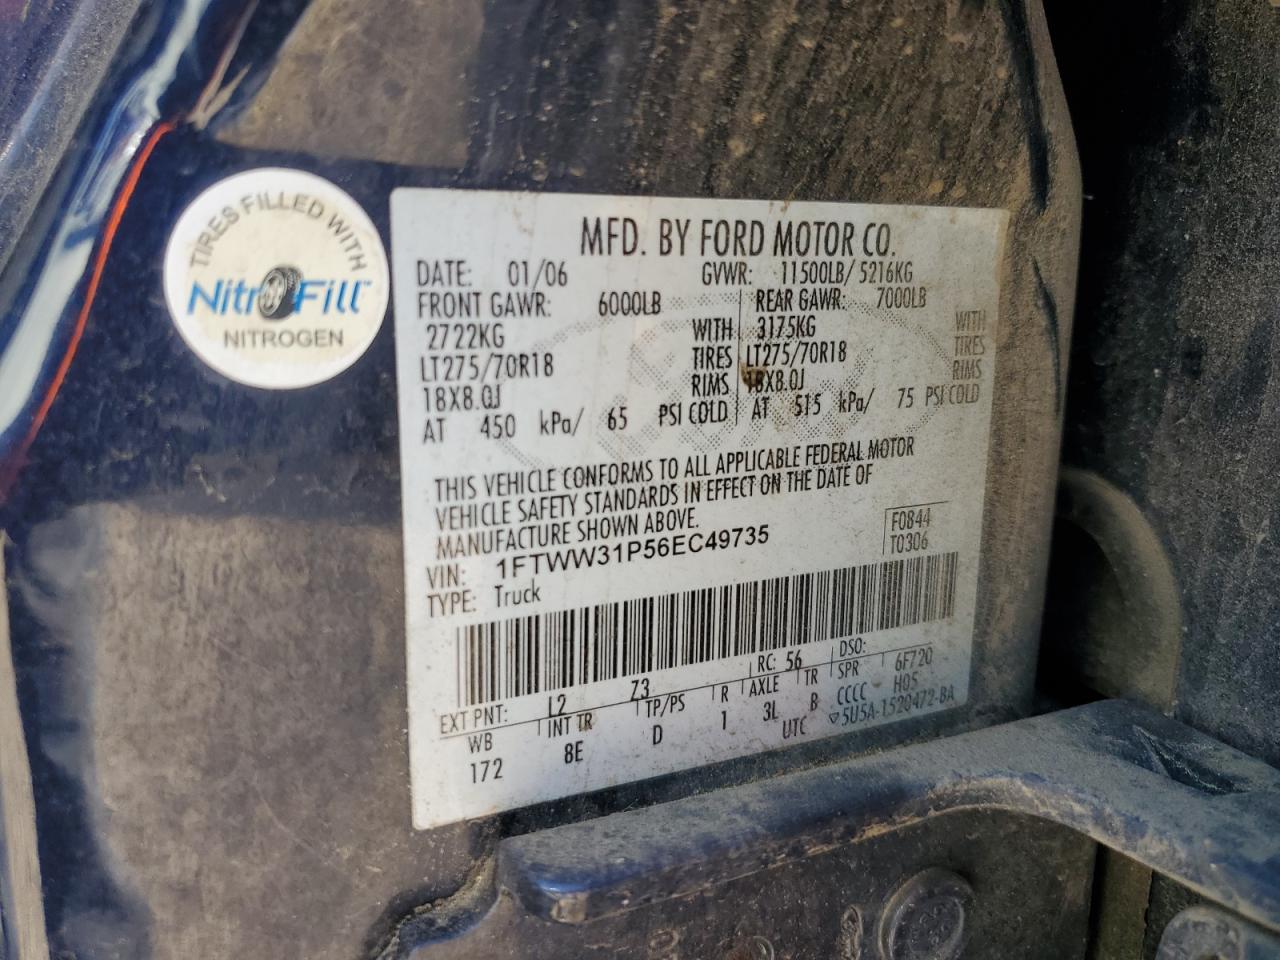 TIRES FILLED WITH
NitroFill
NITROGEN
MFD. BY FORD MOTOR CO.
DATE: 01/06 GVWR: 11500LB/ 5216KG
FRONT GAWR: 6000LB REAR GAWR: 7000LB
2722KG WITH 3175KG WITH
LT275/70R18 TIRES LT275/70R18 TIRES
18X8.0J RIMS 18X8.0J RIMS
AT 450 kPa/ 65 PSI COLD AT 515 kPa/ 75 PSI COLD
THIS VEHICLE CONFORMS TO ALL APPLICABLE FEDERAL MOTOR
VEHICLE SAFETY STANDARDS IN EFFECT ON THE DATE OF
MANUFACTURE SHOWN ABOVE.
VIN: 1FTWW31P56EC49735 F0844
TYPE: Truck T0306
EXT PNT: L2 Z3 RC: 56 DSO:
WB INT TR TP/PS R AXLE TR SPR 6F720
172 8E D 1 3L B CCCC H05
UTC ▽5U5A-1520472-BA